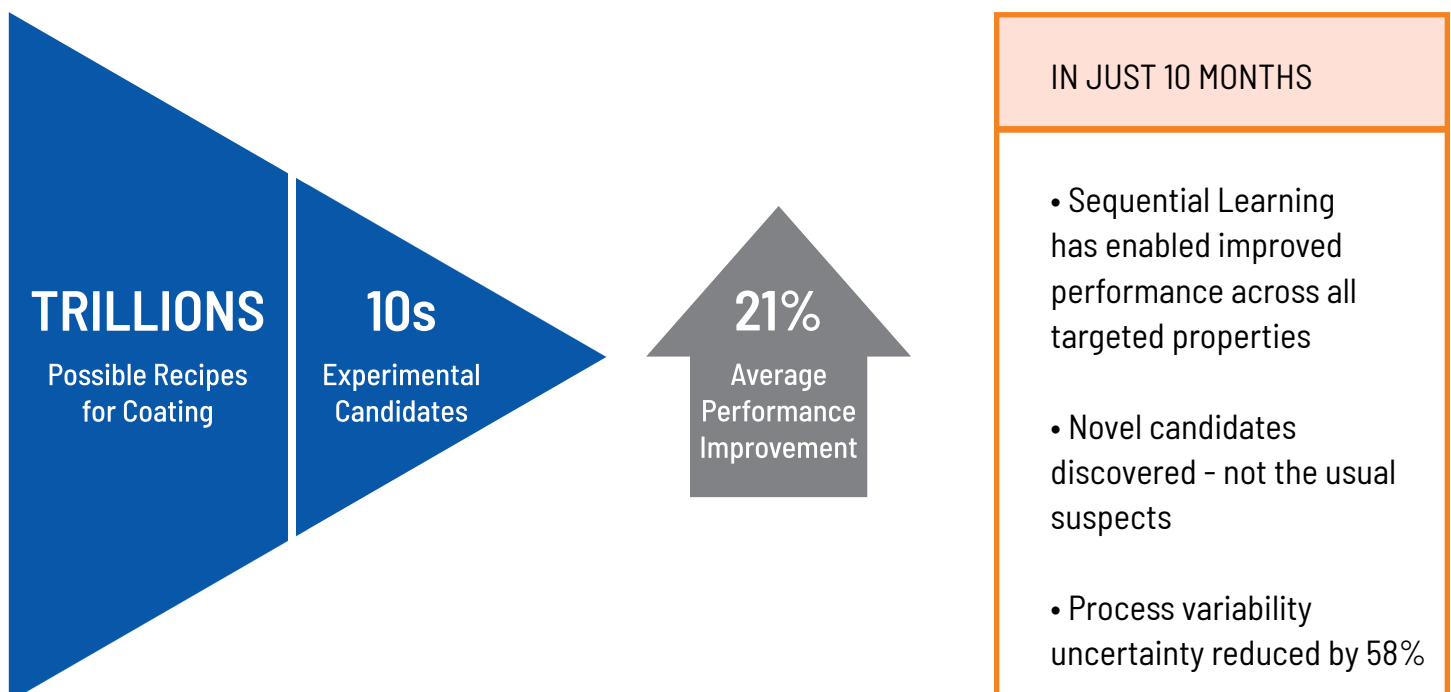 TRILLIONS
Possible Recipes
for Coating
10s
Experimental
Candidates
21%
Average
Performance
Improvement
IN JUST 10 MONTHS
• Sequential Learning
has enabled improved
performance across all
targeted properties
• Novel candidates
discovered - not the usual
suspects
• Process variability
uncertainty reduced by 58%